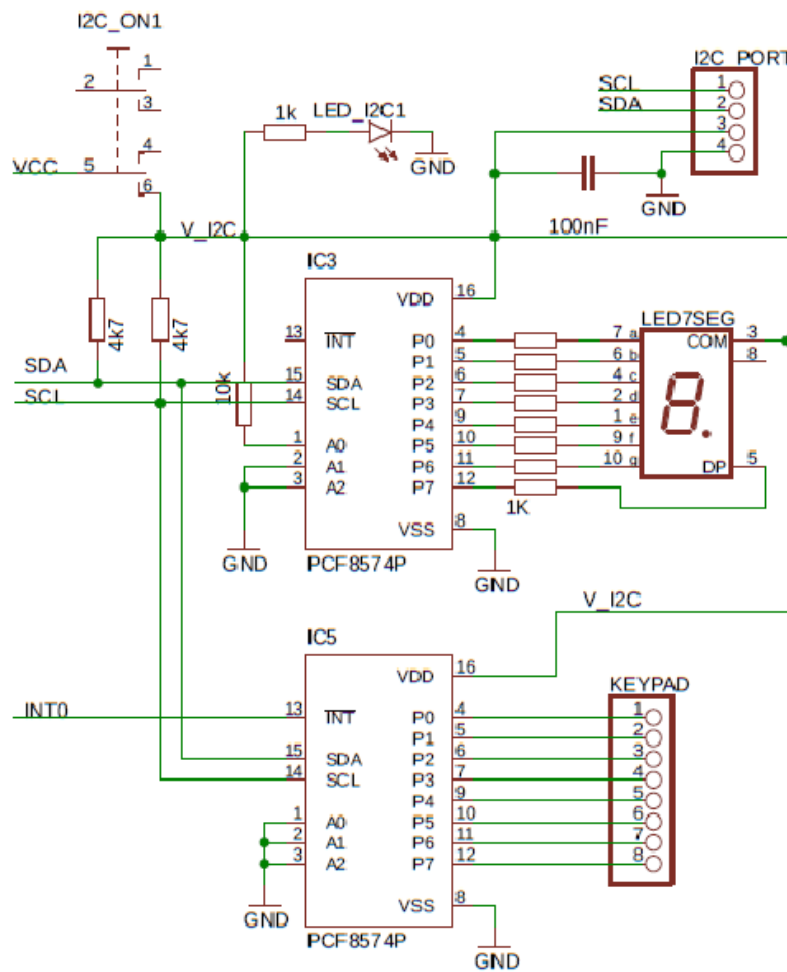 I2C_ON1
1
2
3
4
5
6
VCC
1k
LED_I2C1
GND
I2C_PORT
SCL
SDA
1
2
3
4
GND
V_I2C
100nF
4k7
4k7
10k
SDA
SCL
IC3
VDD
16
13
INT
15
SDA
14
SCL
1
A0
2
A1
3
A2
P0
4
P1
5
P2
6
P3
7
P4
9
P5
10
P6
11
P7
12
VSS
8
PCF8574P
GND
GND
1K
LED7SEG
7 a
6 b
4 c
2 d
1 e
9 f
10 g
COM
3
8
DP
5
V_I2C
IC5
VDD
16
INT0
13
INT
15
SDA
14
SCL
1
A0
2
A1
3
A2
P0
4
P1
5
P2
6
P3
7
P4
9
P5
10
P6
11
P7
12
VSS
8
PCF8574P
GND
GND
KEYPAD
1
2
3
4
5
6
7
8